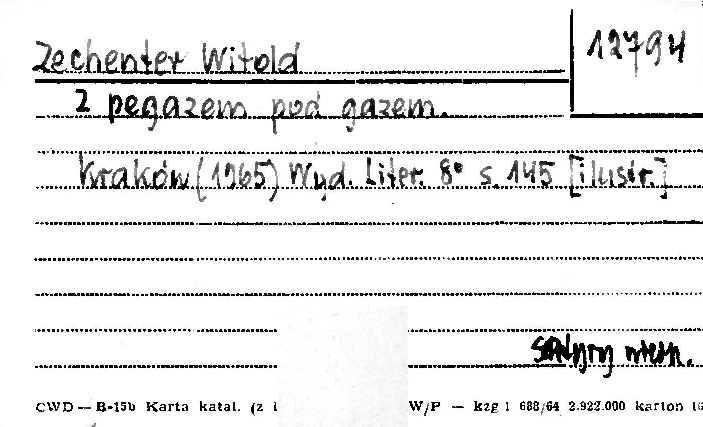 Zechenter Witold
12794
Z pegazem pod gazem.
Kraków (1965) Wyd. Liter. 8° s. 145 [ilustr.]
CWD — B-15b Karta katal. (z
W/P — kzg 1 688/64 2.922.000 karton